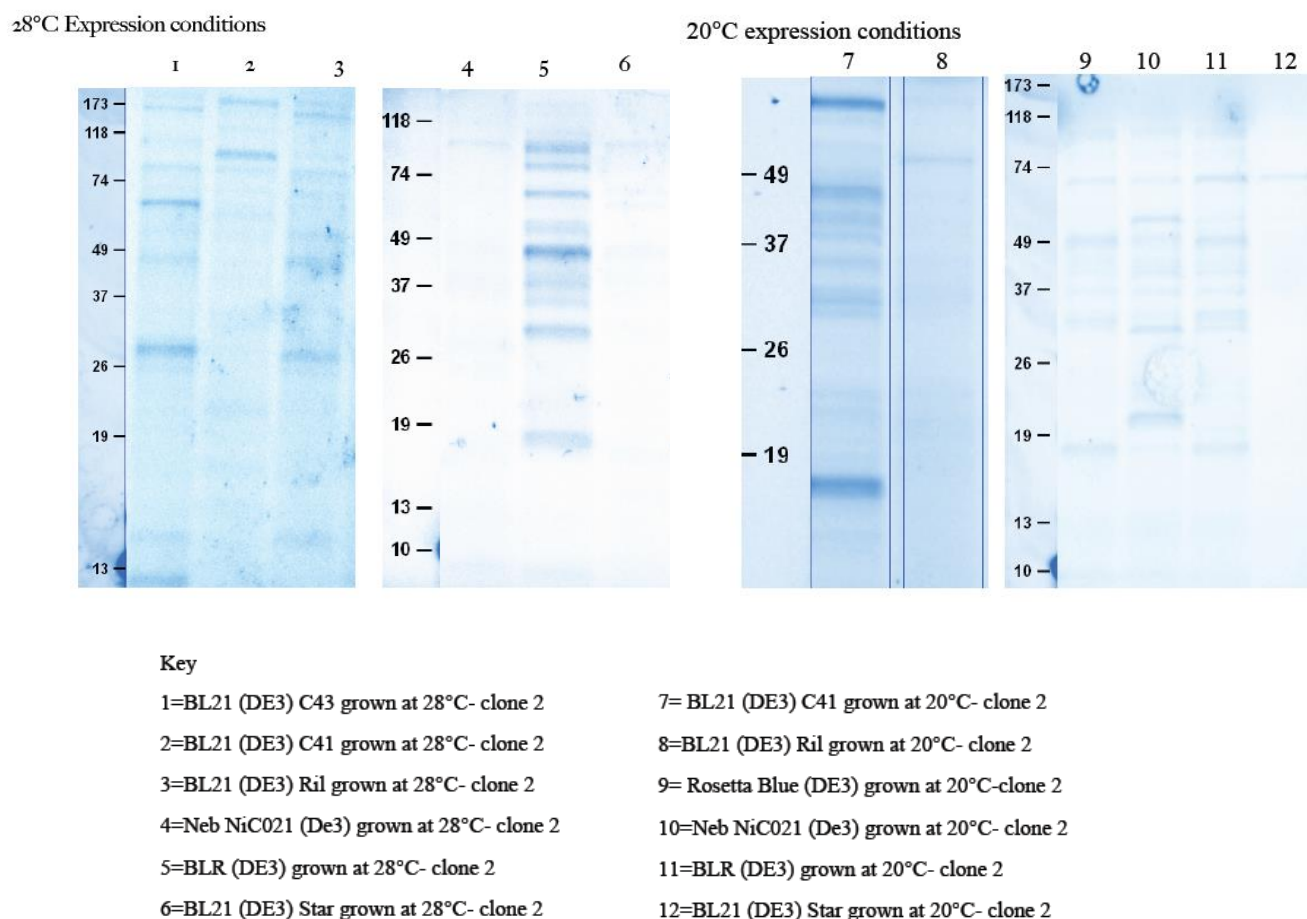 28°C Expression conditions
20°C expression conditions
1 2 3
4 5 6
7 8
9 10 11 12
173
118
74
49
37
26
19
13
118
74
49
37
26
19
13
10
49
37
26
19
173
118
74
49
37
26
19
13
10
Key
1=BL21 (DE3) C43 grown at 28°C- clone 2
2=BL21 (DE3) C41 grown at 28°C- clone 2
3=BL21 (DE3) Ril grown at 28°C- clone 2
4=Neb NiC021 (De3) grown at 28°C- clone 2
5=BLR (DE3) grown at 28°C- clone 2
6=BL21 (DE3) Star grown at 28°C- clone 2
7= BL21 (DE3) C41 grown at 20°C- clone 2
8=BL21 (DE3) Ril grown at 20°C- clone 2
9= Rosetta Blue (DE3) grown at 20°C-clone 2
10=Neb NiC021 (De3) grown at 20°C- clone 2
11=BLR (DE3) grown at 20°C- clone 2
12=BL21 (DE3) Star grown at 20°C- clone 2